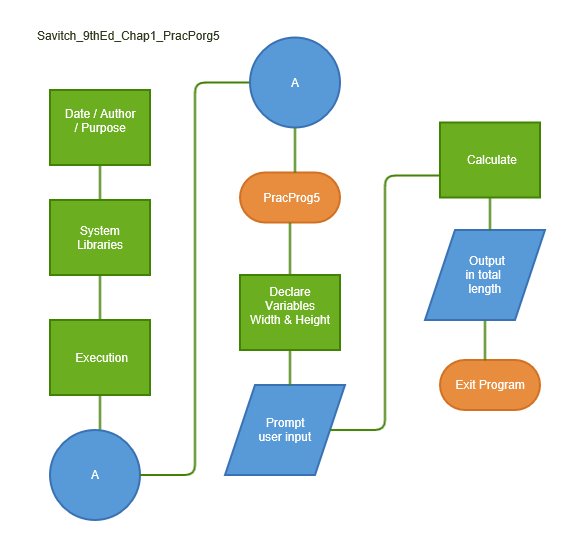 Savitch_9thEd_Chap1_PracPorg5
Date / Author
/ Purpose
System
Libraries
Execution
A
A
PracProg5
Declare
Variables
Width & Height
Prompt
user input
Calculate
Output
in total
length
Exit Program